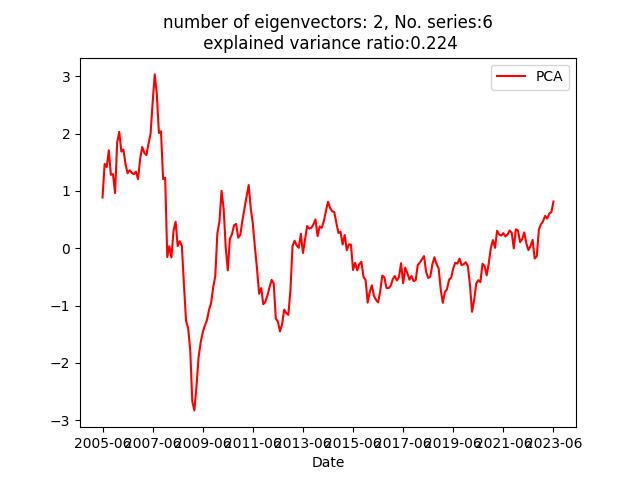 number of eigenvectors: 2, No. series:6
explained variance ratio:0.224
PCA
3
2
1
0
−1
−2
−3
2005-06 2007-06 2009-06 2011-06 2013-06 2015-06 2017-06 2019-06 2021-06 2023-06
Date